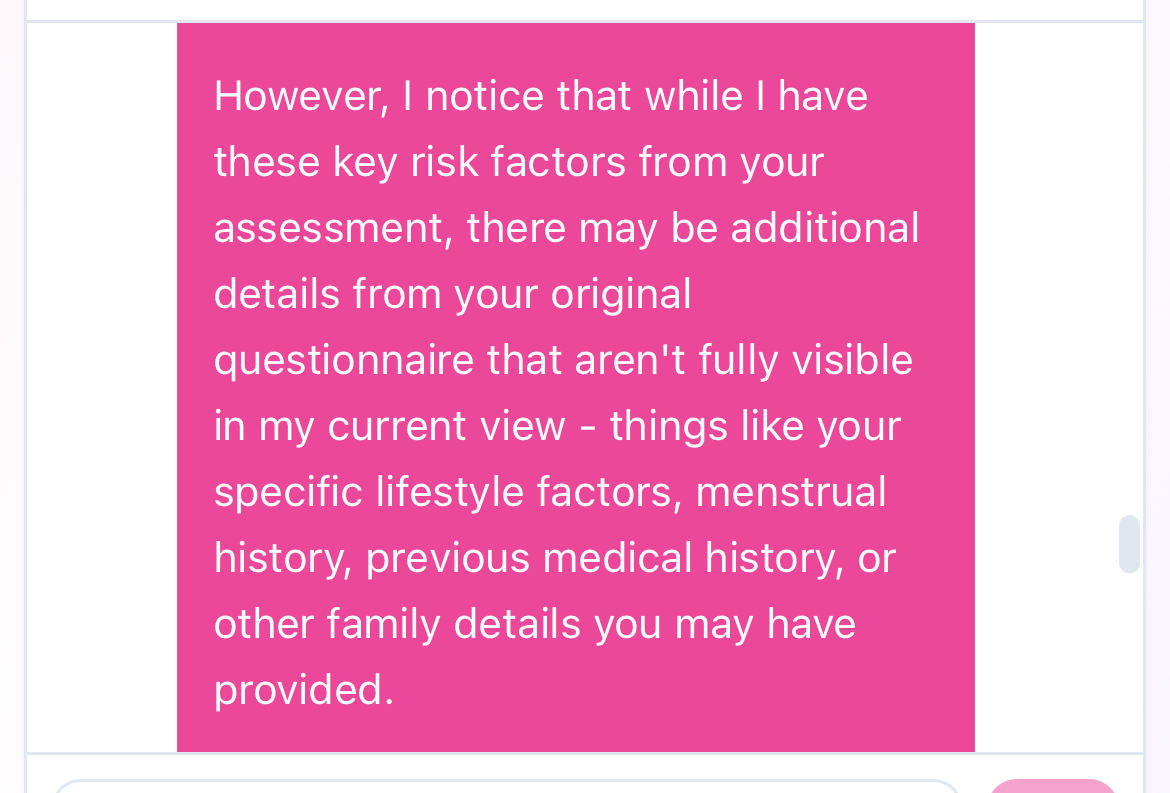 However, I notice that while I have
these key risk factors from your
assessment, there may be additional
details from your original
questionnaire that aren't fully visible
in my current view - things like your
specific lifestyle factors, menstrual
history, previous medical history, or
other family details you may have
provided.